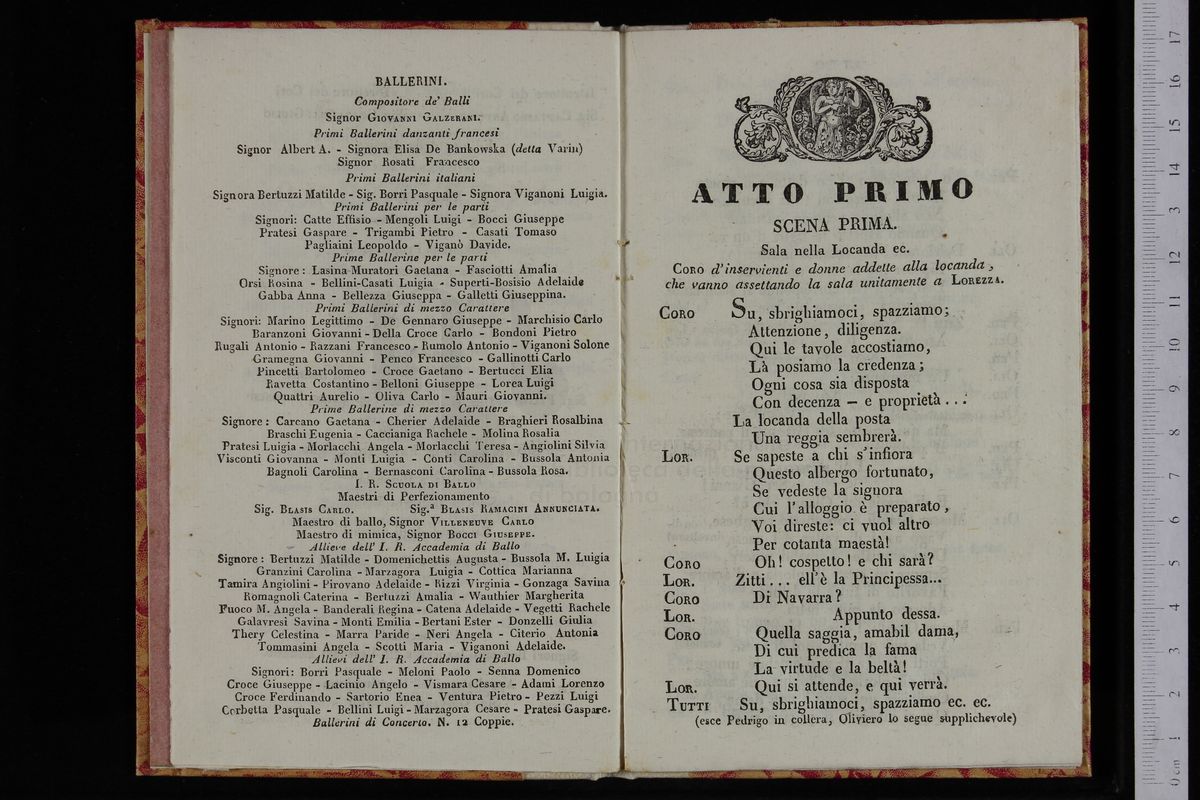 BALLERINI.
Compositore de' Balli
Signor GIOVANNI GALZERANI.
Primi Ballerini danzanti francesi
Signor Albert A. - Signora Elisa De Bankowska (detta Varin)
Signor Rosati Francesco
Primi Ballerini italiani
Signora Bertuzzi Matilde - Sig. Borri Pasquale - Signora Viganoni Luigia.
Primi Ballerini per le parti
Signori: Catte Effisio - Mengoli Luigi - Bocci Giuseppe
Pratesi Gaspare - Trigambi Pietro - Casati Tomaso
Pagliaini Leopoldo - Viganò Davide.
Prime Ballerine per le parti
Signore: Lasina-Muratori Gaetana - Fasciotti Amalia
Orsi Rosina - Bellini-Casati Luigia - Superti-Bosisio Adelaide
Gabba Anna - Bellezza Giuseppa - Galletti Giuseppina.
Primi Ballerini di mezzo Carattere
Signori: Marino Legittimo - De Gennaro Giuseppe - Marchisio Carlo
Baranzoni Giovanni - Della Croce Carlo - Bondoni Pietro
Rugali Antonio - Razzani Francesco - Rumolo Antonio - Viganoni Solone
Gramegna Giovanni - Penco Francesco - Gallinotti Carlo
Pincetti Bartolomeo - Croce Gaetano - Bertucci Elia
Ravetta Costantino - Belloni Giuseppe - Lorea Luigi
Quattri Aurelio - Oliva Carlo - Mauri Giovanni.
Prime Ballerine di mezzo Carattere
Signore: Carcano Gaetana - Cherier Adelaide - Braghieri Rosalbina
Braschi Eugenia - Caccianiga Rachele - Molina Rosalia
Pratesi Luigia - Morlacchi Angela - Morlacchi Teresa - Angiolini Silvia
Visconti Giovanna - Monti Luigia - Conti Carolina - Bussola Antonia
Bagnoli Carolina - Bernasconi Carolina - Bussola Rosa.
I. R. SCUOLA DI BALLO
Maestri di Perfezionamento
Sig. BLASIS CARLO. Sig.ª BLASIS RAMACINI ANNUNCIATA.
Maestro di ballo, Signor VILLENEUVE CARLO
Maestro di mimica, Signor BOCCI GIUSEPPE.
Allieve dell' I. R. Accademia di Ballo
Signore: Bertuzzi Matilde - Domenichettis Augusta - Bussola M. Luigia
Granzini Carolina - Marzagora Luigia - Cottica Marianna
Tamira Angiolini - Pirovano Adelaide - Rizzi Virginia - Gonzaga Savina
Romagnoli Caterina - Bertuzzi Amalia - Wauthier Margherita
Fuoco M. Angela - Banderali Regina - Catena Adelaide - Vegetti Rachele
Galavresi Savina - Monti Emilia - Bertani Ester - Donzelli Giulia
Thery Celestina - Marra Paride - Neri Angela - Citerio Antonia
Tommasini Angela - Scotti Maria - Viganoni Adelaide.
Allievi dell' I. R. Accademia di Ballo
Signori: Borri Pasquale - Meloni Paolo - Senna Domenico
Croce Giuseppe - Lacinio Angelo - Vismara Cesare - Adami Lorenzo
Croce Ferdinando - Sartorio Enea - Ventura Pietro - Pezzi Luigi
Corbetta Pasquale - Bellini Luigi - Marzagora Cesare - Pratesi Gaspare.
Ballerini di Concerto. N. 12 Coppie.
ATTO PRIMO
SCENA PRIMA.
Sala nella Locanda ec.
CORO d'inservienti e donne addette alla locanda,
che vanno assettando la sala unitamente a LOREZZA.
CORO Su, sbrighiamoci, spazziamo;
Attenzione, diligenza.
Qui le tavole accostiamo,
Là posiamo la credenza;
Ogni cosa sia disposta
Con decenza — e proprietà...
La locanda della posta
Una reggia sembrerà.
LOR. Se sapeste a chi s'infiora
Questo albergo fortunato,
Se vedeste la signora
Cui l'alloggio è preparato,
Voi direste: ci vuol altro
Per cotanta maestà!
CORO Oh! cospetto! e chi sarà?
LOR. Zitti... ell'è la Principessa...
CORO Di Navarra?
LOR. Appunto dessa.
CORO Quella saggia, amabil dama,
Di cui predica la fama
La virtude e la beltà!
LOR. Qui si attende, e qui verrà.
TUTTI Su, sbrighiamoci, spazziamo ec. ec.
(esce Pedrigo in collera, Oliviero lo segue supplichevole)